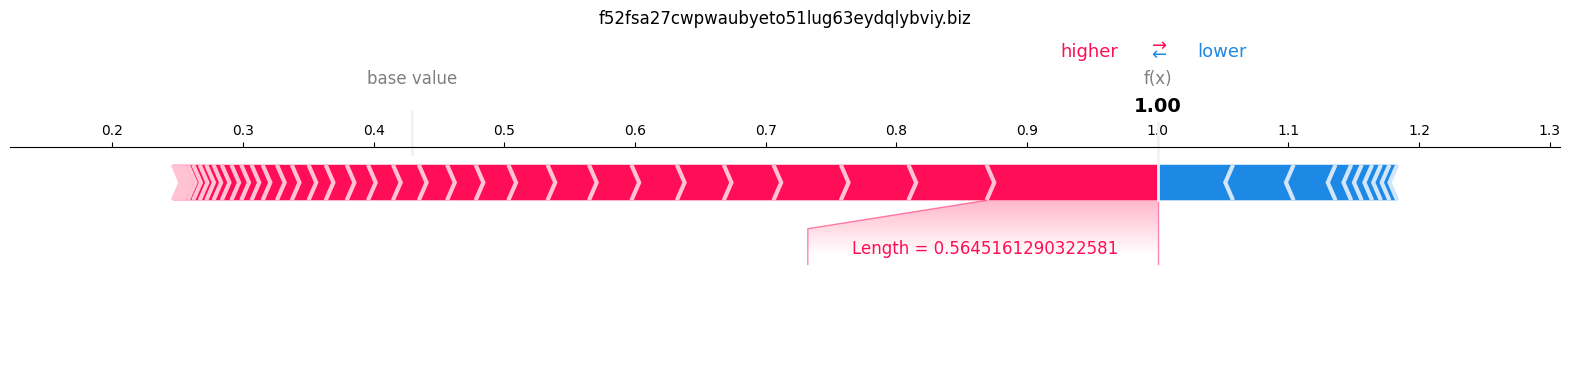 f52fsa27cwpwaubyeto51lug63eydqlybviy.biz
higher ⇄ lower
base value f(x)
1.00
0.2 0.3 0.4 0.5 0.6 0.7 0.8 0.9 1.0 1.1 1.2 1.3
Length = 0.5645161290322581